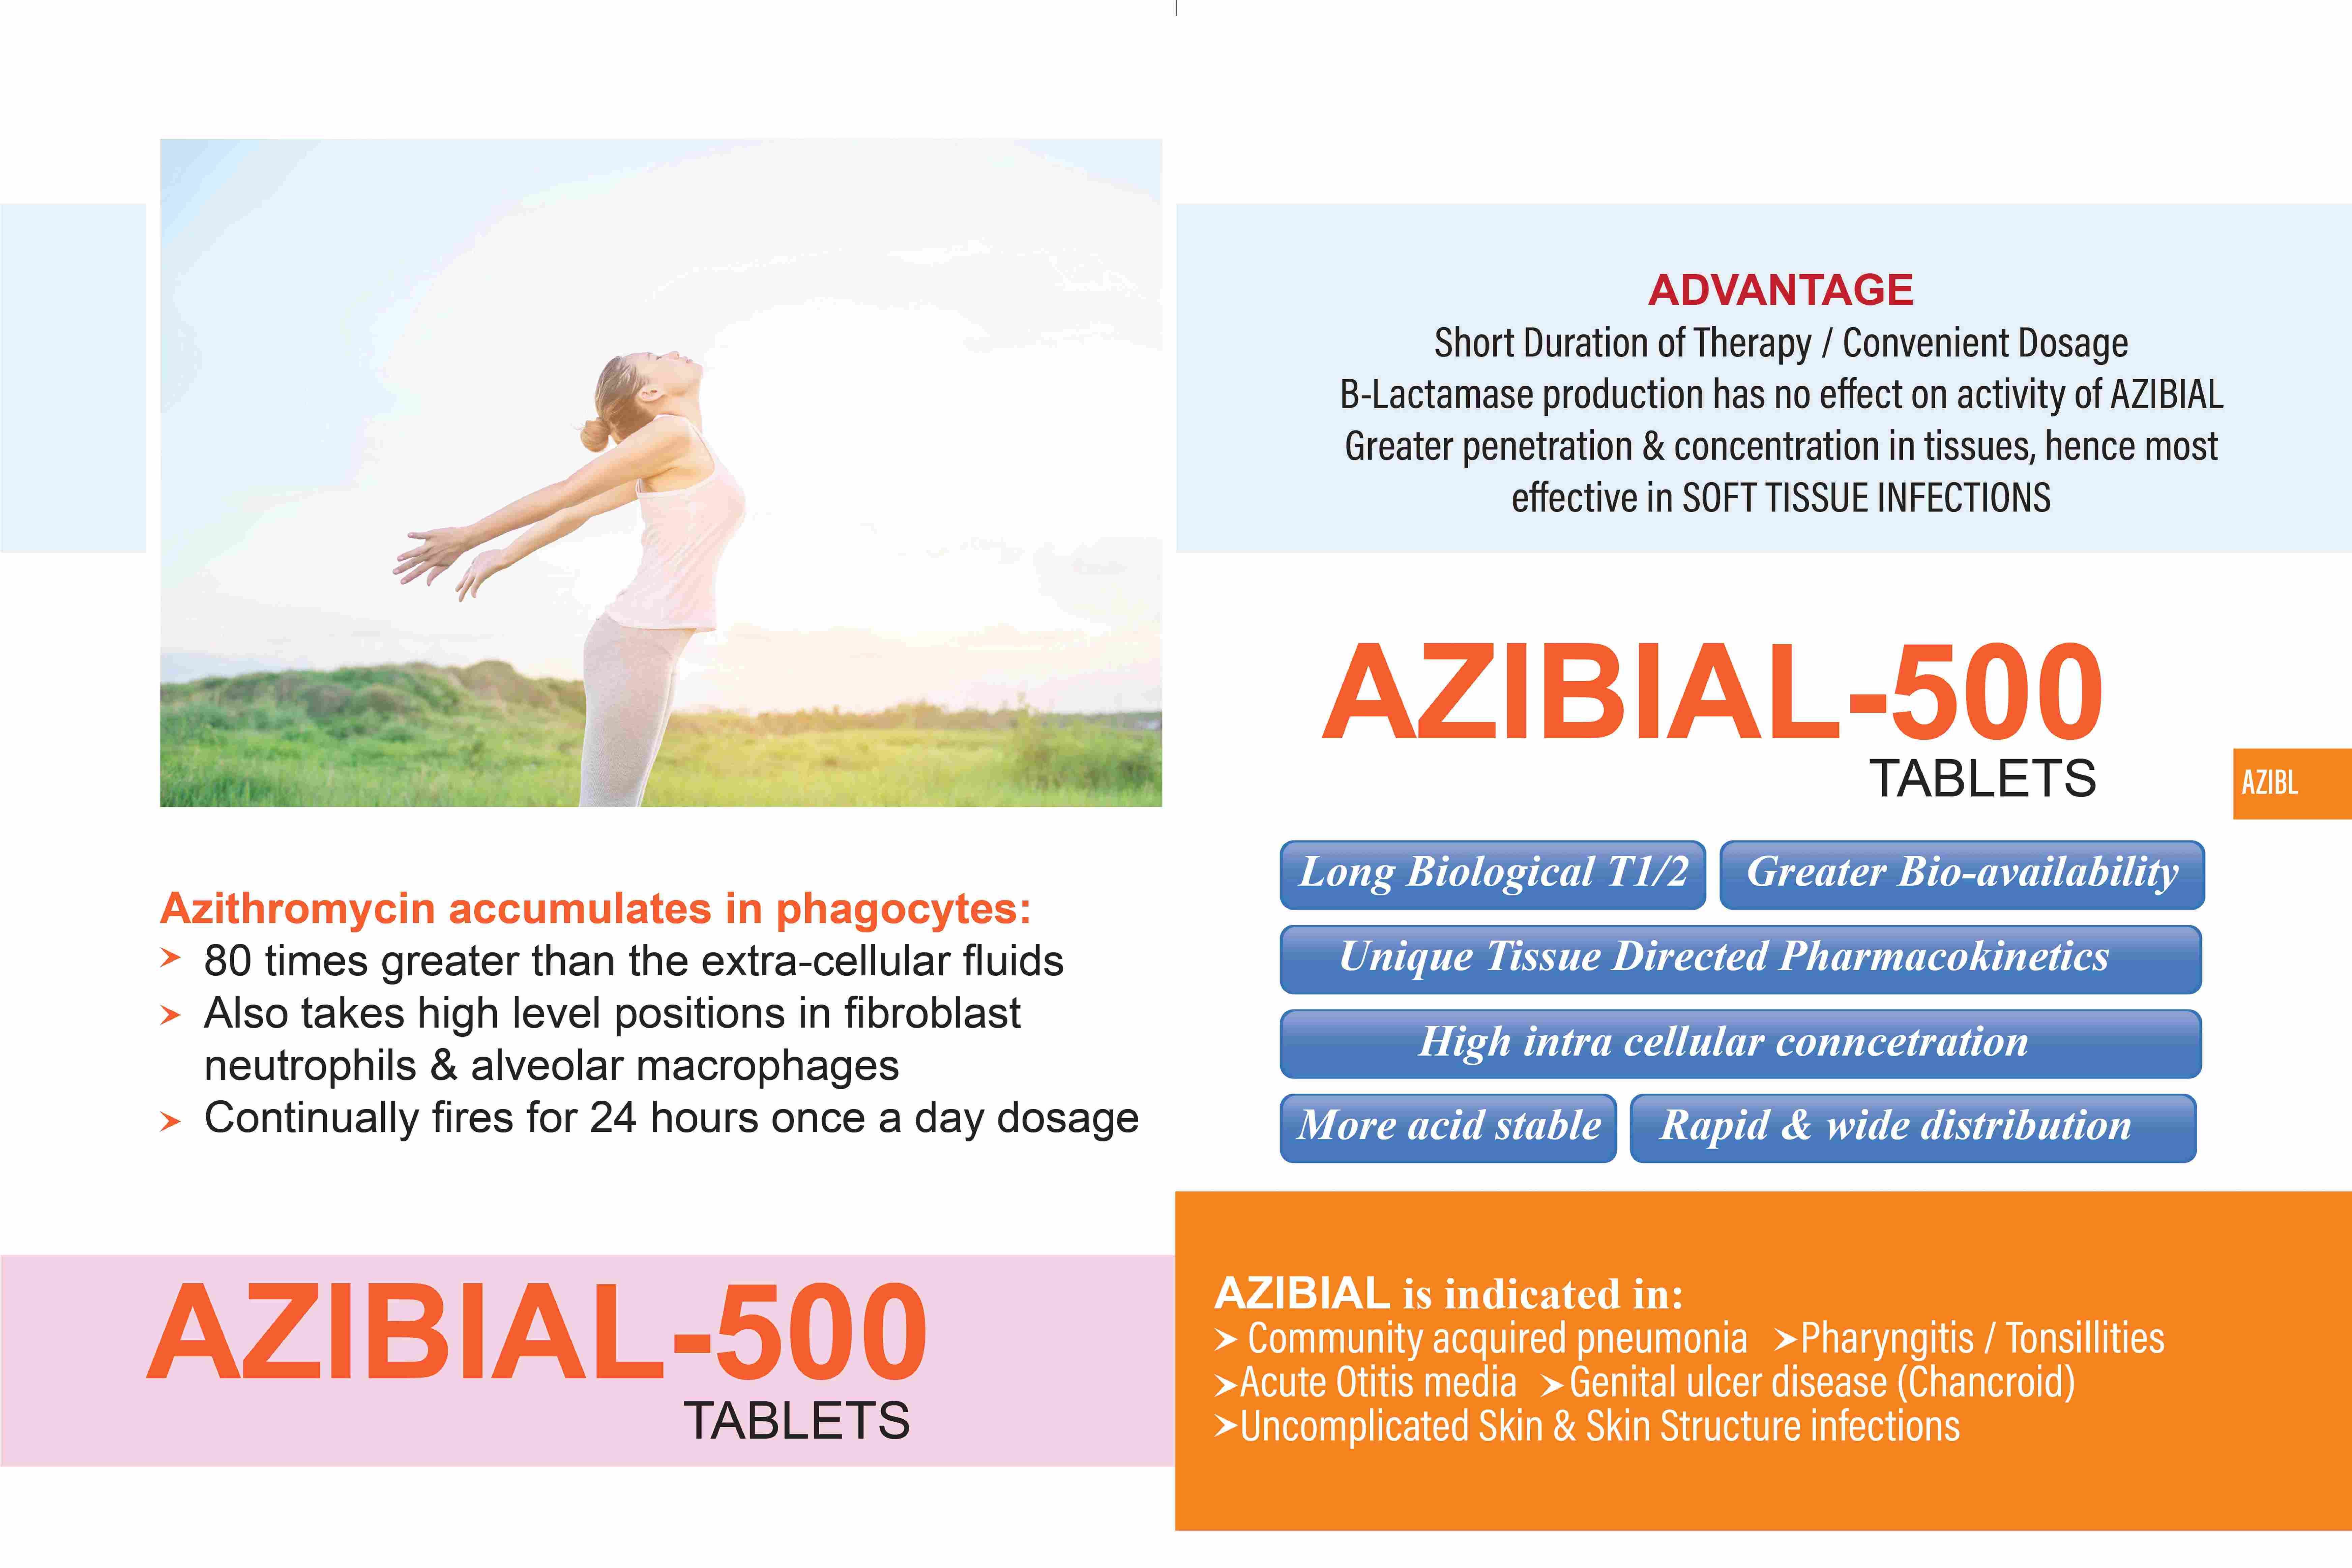 Azithromycin accumulates in phagocytes:
➤ 80 times greater than the extra-cellular fluids
➤ Also takes high level positions in fibroblast
neutrophils & alveolar macrophages
➤ Continually fires for 24 hours once a day dosage
AZIBIAL-500
TABLETS
ADVANTAGE
Short Duration of Therapy / Convenient Dosage
B-Lactamase production has no effect on activity of AZIBIAL
Greater penetration & concentration in tissues, hence most
effective in SOFT TISSUE INFECTIONS
AZIBIAL-500
TABLETS
AZIBL
Long Biological T1/2 Greater Bio-availability
Unique Tissue Directed Pharmacokinetics
High intra cellular conncetration
More acid stable Rapid & wide distribution
AZIBIAL is indicated in:
➤ Community acquired pneumonia ➤Pharyngitis / Tonsillities
➤Acute Otitis media ➤Genital ulcer disease (Chancroid)
➤Uncomplicated Skin & Skin Structure infections